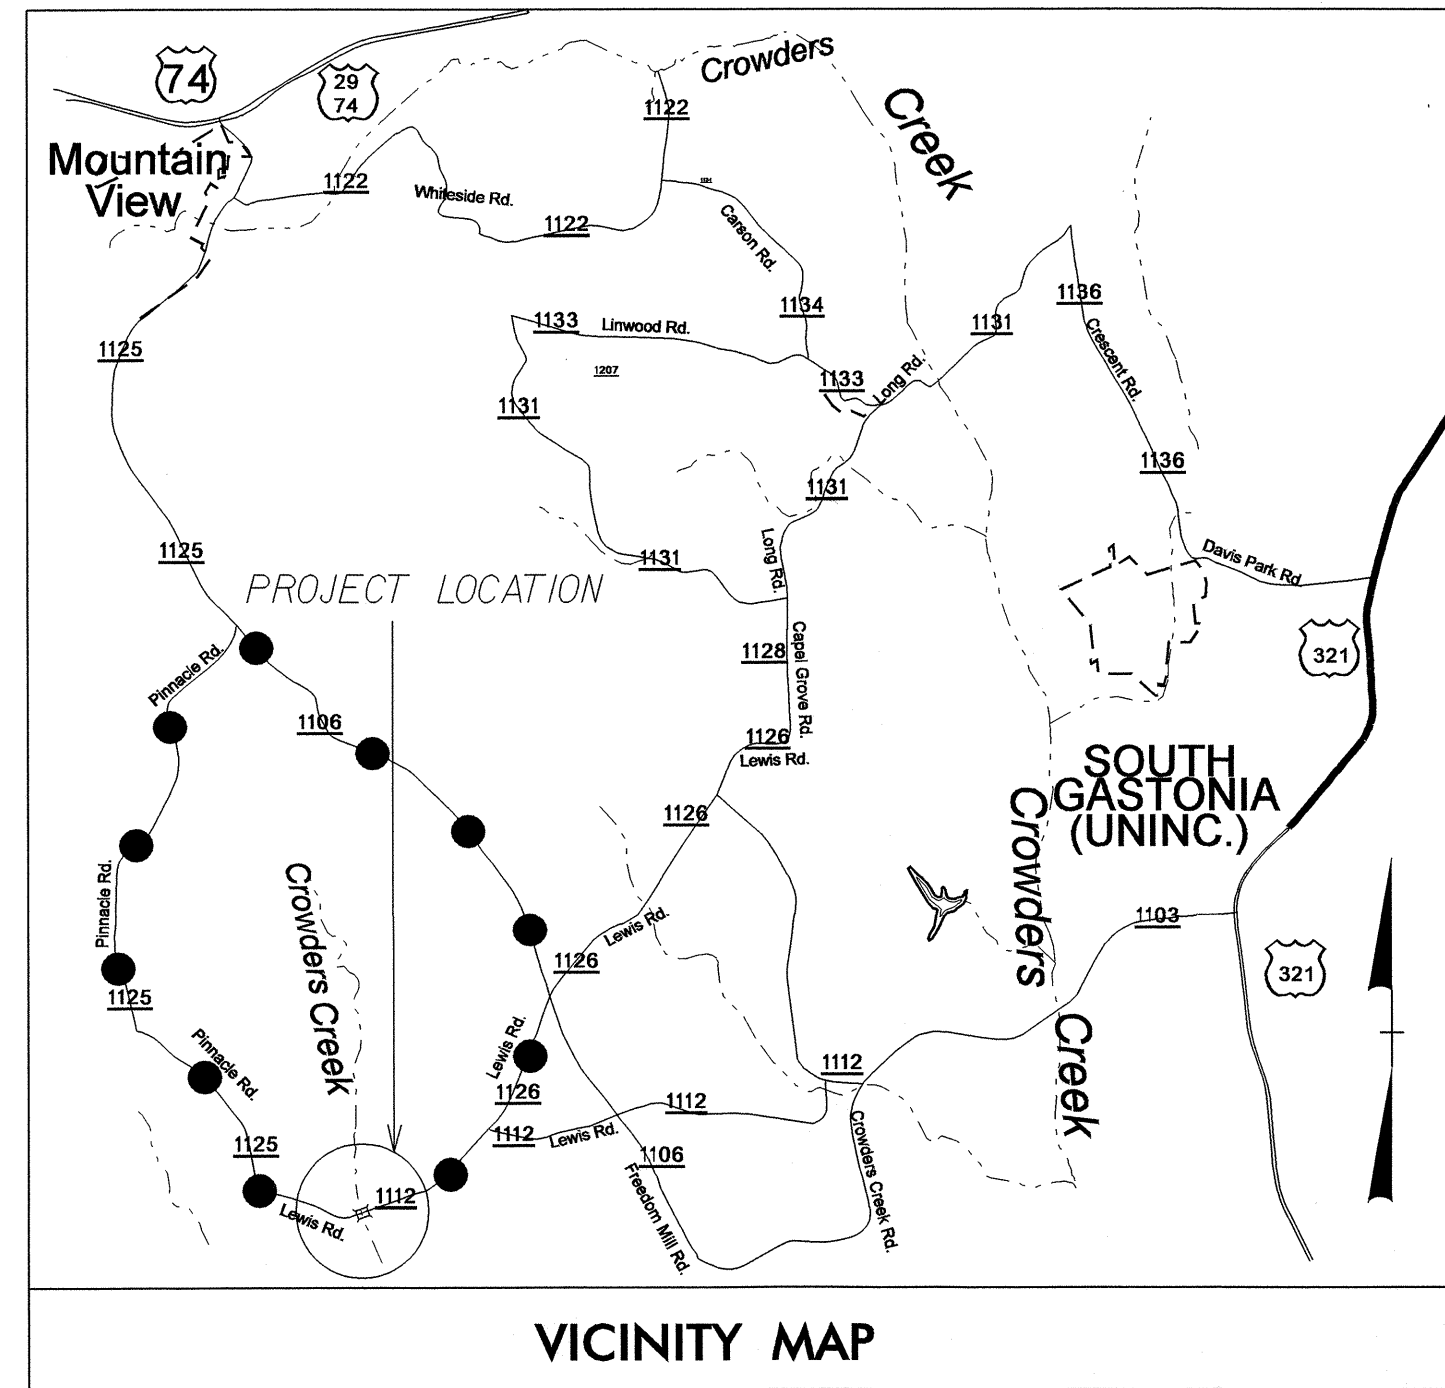 Crowders
74
29
74
1122
Creek
Mountain
View
1122
Whiteside Rd.
1122
Carson Rd.
1134
1136
1133
Linwood Rd.
1131
1125
Crescent Rd.
1207
1133
Long Rd.
1131
1136
1131
1125
1131
Long Rd.
Davis Park Rd
PROJECT LOCATION
Capel Grove Rd.
1128
321
Pinnacle Rd.
1106
1126
Lewis Rd.
SOUTH
GASTONIA
(UNINC.)
1126
Crowders
Pinnacle Rd.
Crowders Creek
Lewis Rd.
1103
1126
321
1125
Lewis Rd.
Creek
Pinnacle Rd.
1112
1126
1112
1112
Lewis Rd.
Crowders Creek Rd.
1125
1106
Freedom Mill Rd.
1112
Lewis Rd.
VICINITY MAP